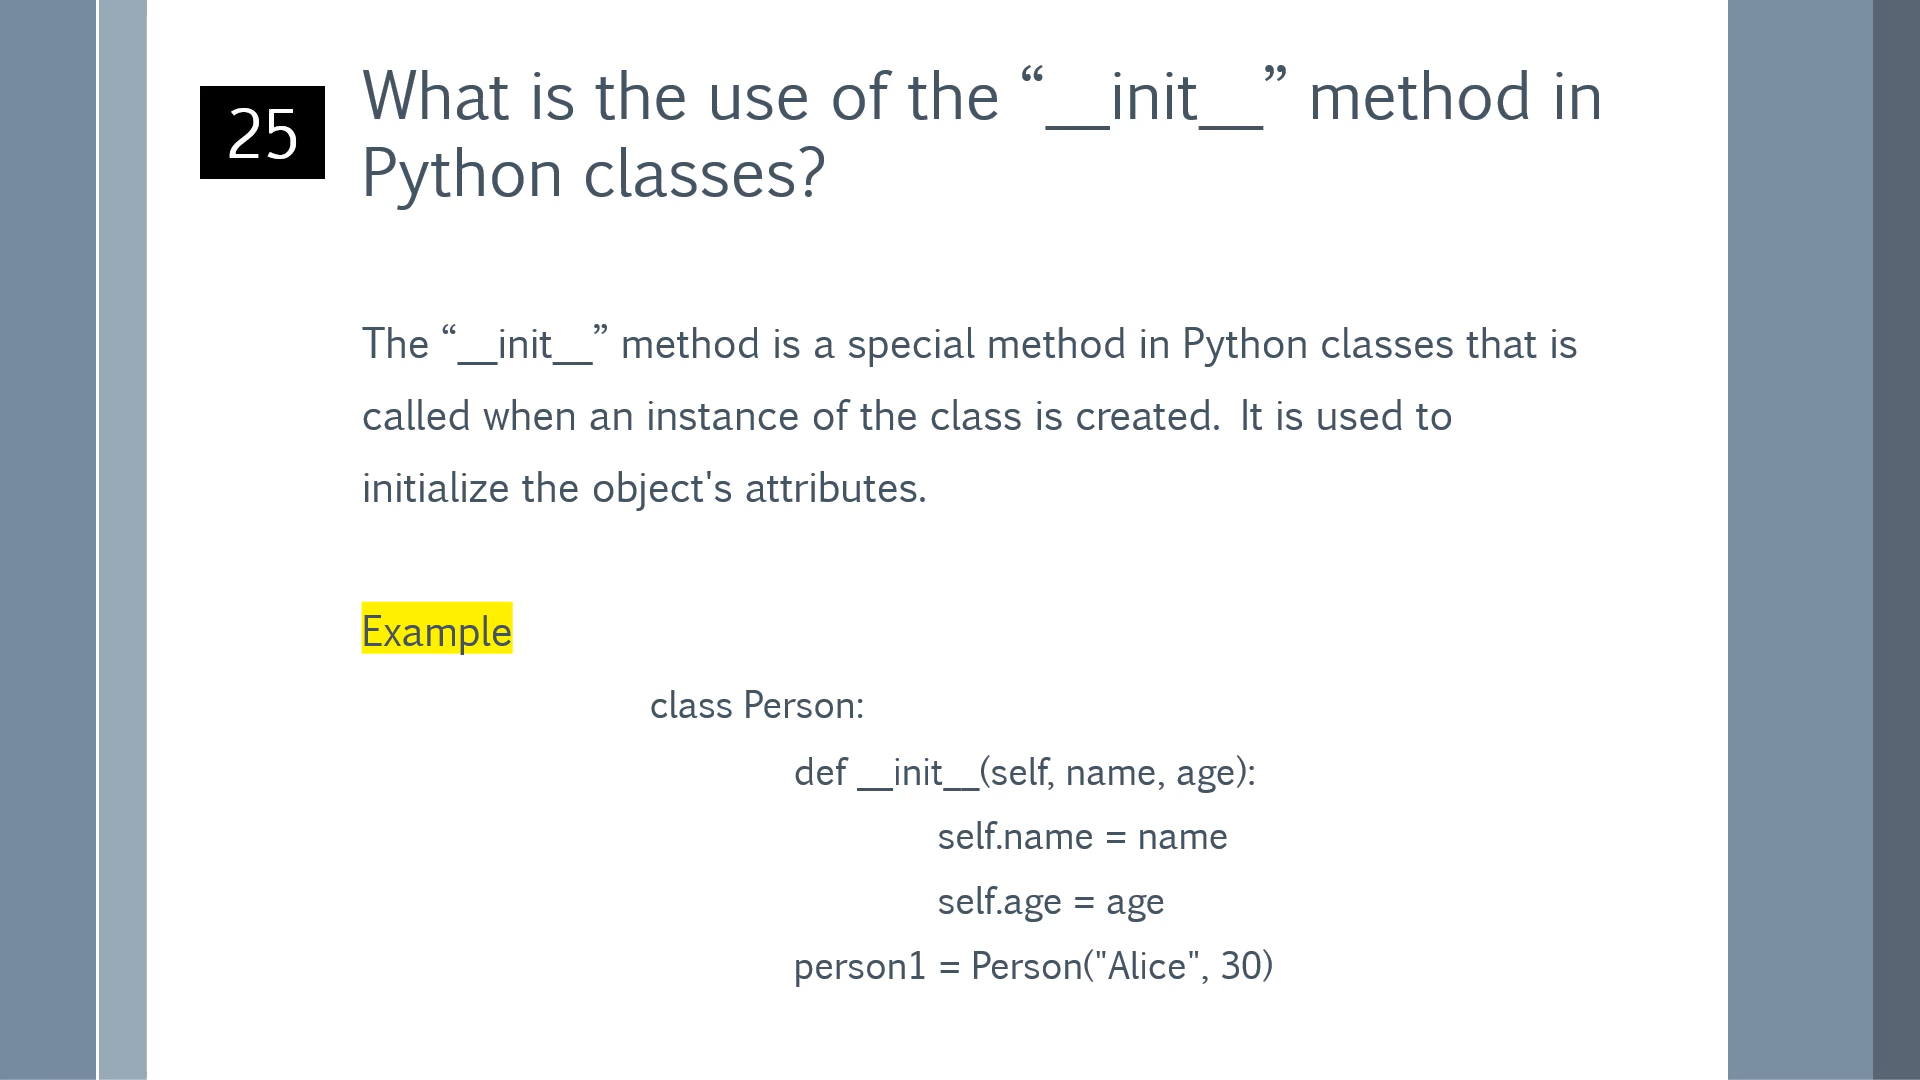 25
What is the use of the “__init__” method in
Python classes?
The “__init__” method is a special method in Python classes that is
called when an instance of the class is created. It is used to
initialize the object's attributes.
Example
class Person:
def __init__(self, name, age):
self.name = name
self.age = age
person1 = Person("Alice", 30)